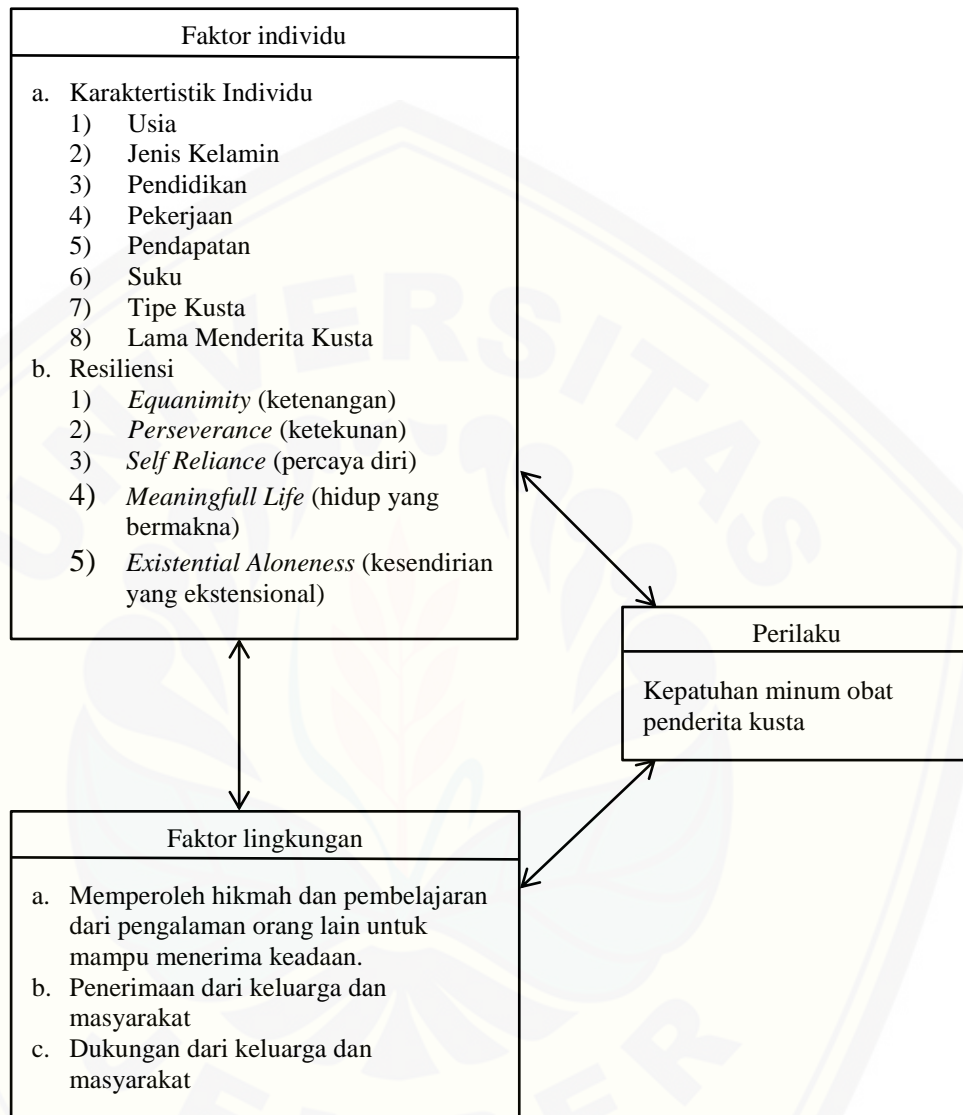 Faktor individu
a. Karaktertistik Individu
1) Usia
2) Jenis Kelamin
3) Pendidikan
4) Pekerjaan
5) Pendapatan
6) Suku
7) Tipe Kusta
8) Lama Menderita Kusta
b. Resiliensi
1) Equanimity (ketenangan)
2) Perseverance (ketekunan)
3) Self Reliance (percaya diri)
4) Meaningfull Life (hidup yang
bermakna)
5) Existential Aloneness (kesendirian
yang ekstensional)
Perilaku
Kepatuhan minum obat
penderita kusta
Faktor lingkungan
a. Memperoleh hikmah dan pembelajaran
dari pengalaman orang lain untuk
mampu menerima keadaan.
b. Penerimaan dari keluarga dan
masyarakat
c. Dukungan dari keluarga dan
masyarakat
UNIVERSITAS